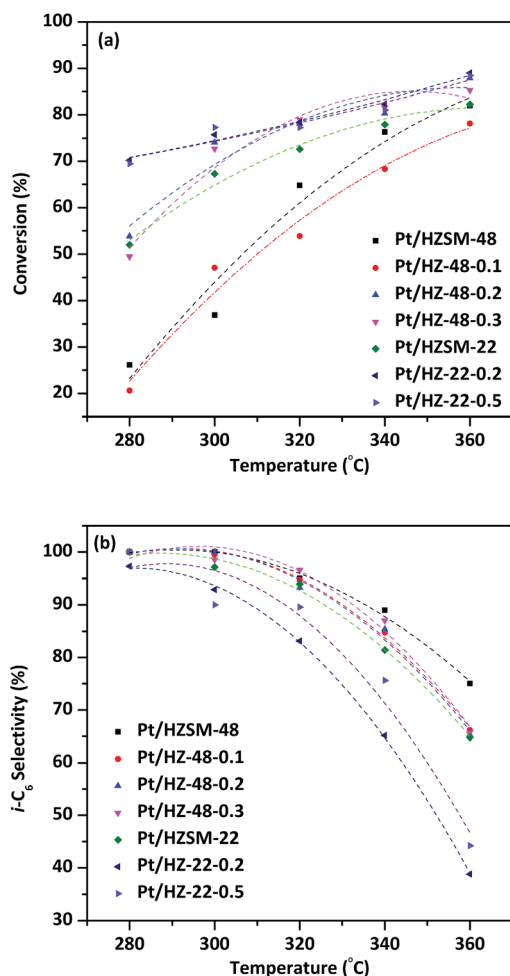 (a)
100
90
80
70
60
50
40
30
20
Conversion (%)
Pt/HZSM-48
Pt/HZ-48-0.1
Pt/HZ-48-0.2
Pt/HZ-48-0.3
Pt/HZSM-22
Pt/HZ-22-0.2
Pt/HZ-22-0.5
280 300 320 340 360
Temperature (°C)
(b)
100
90
80
70
60
50
40
30
i-C6 Selectivity (%)
Pt/HZSM-48
Pt/HZ-48-0.1
Pt/HZ-48-0.2
Pt/HZ-48-0.3
Pt/HZSM-22
Pt/HZ-22-0.2
Pt/HZ-22-0.5
280 300 320 340 360
Temperature (°C)